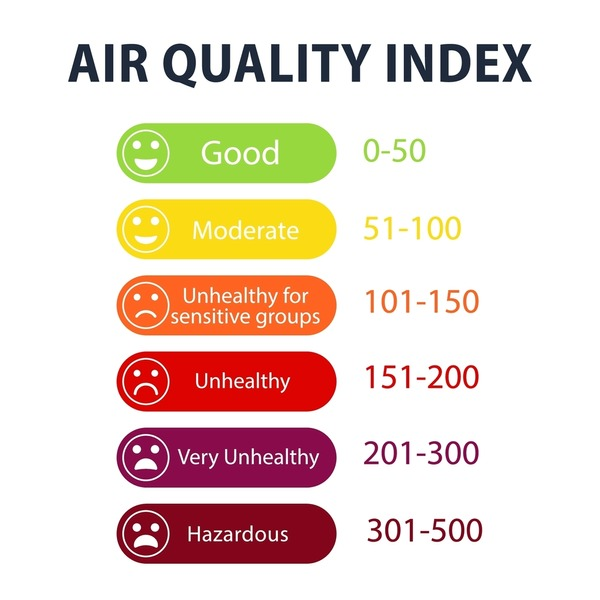 AIR QUALITY INDEX
Good 0-50
Moderate 51-100
Unhealthy for
sensitive groups 101-150
Unhealthy 151-200
Very Unhealthy 201-300
Hazardous 301-500